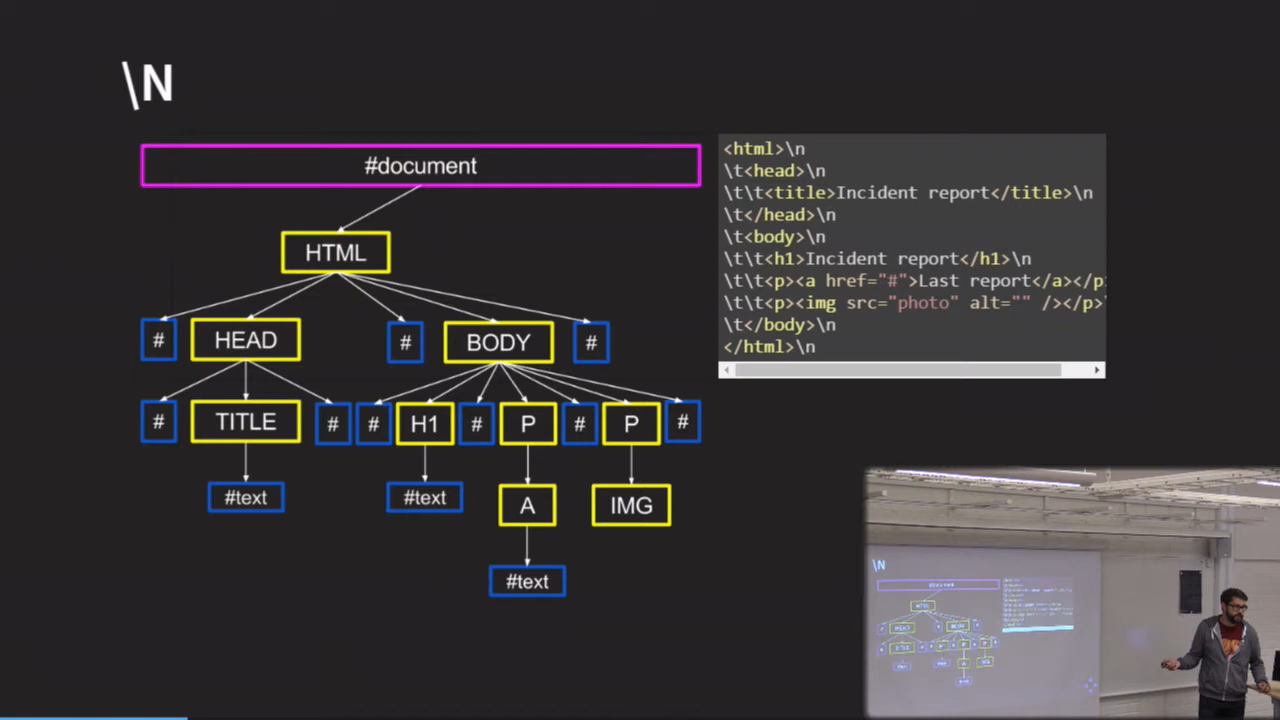 \N
#document
HTML
# HEAD # BODY #
# TITLE # # H1 # P # P #
#text #text A IMG
#text
<html>\n
\t<head>\n
\t\t<title>Incident report</title>\n
\t</head>\n
\t<body>\n
\t\t<h1>Incident report</h1>\n
\t\t<p><a href="#">Last report</a></p
\t\t<p><img src="photo" alt="" /></p>
\t</body>\n
</html>\n
\N